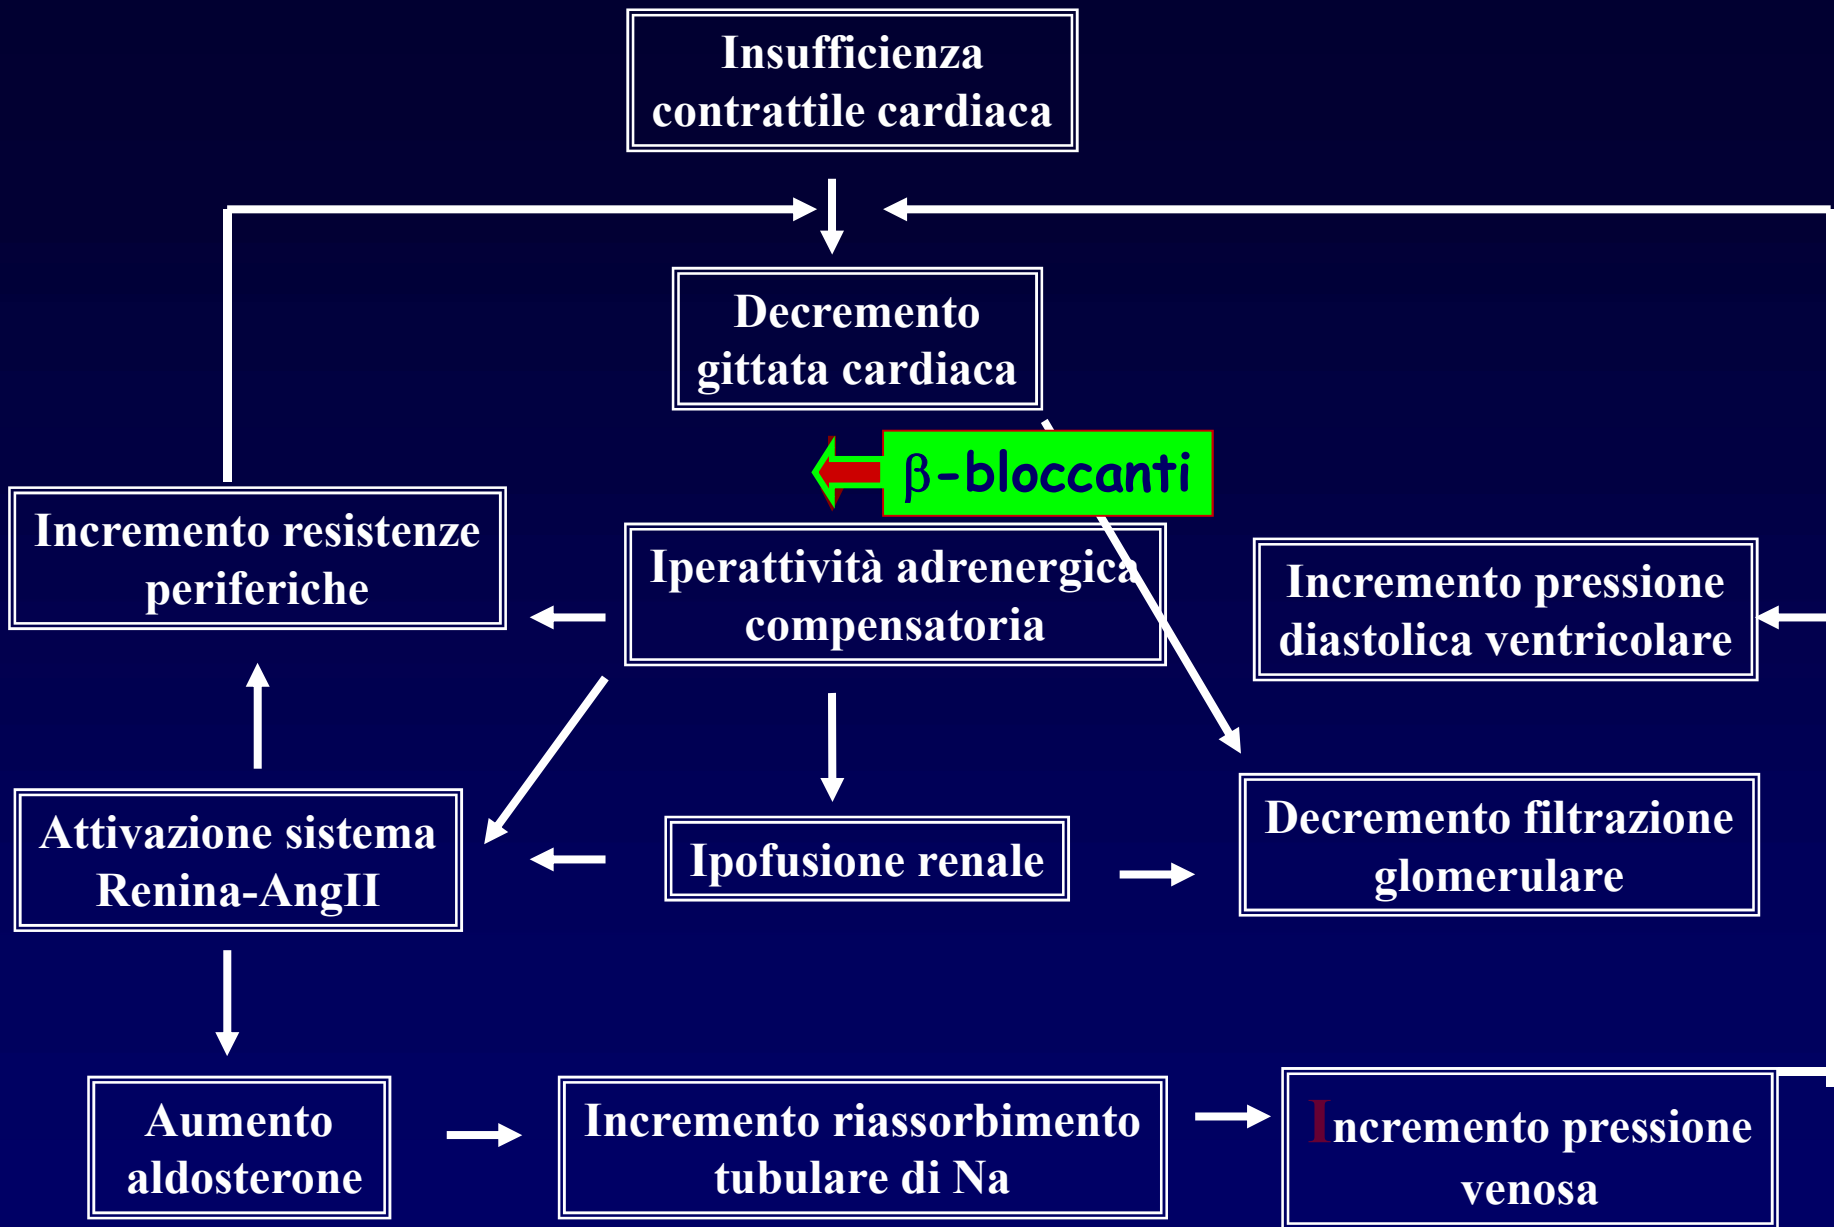 Insufficienza
contrattile cardiaca
Decremento
gittata cardiaca
β-bloccanti
Incremento resistenze
periferiche
Iperattività adrenergica
compensatoria
Incremento pressione
diastolica ventricolare
Attivazione sistema
Renina-AngII
Ipofusione renale
Decremento filtrazione
glomerulare
Aumento
aldosterone
Incremento riassorbimento
tubulare di Na
Incremento pressione
venosa